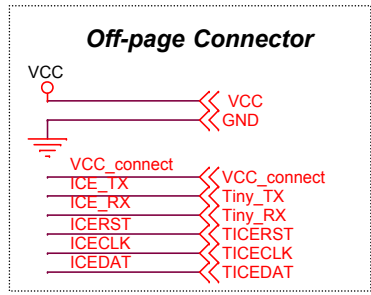 Off-page Connector
VCC
VCC
GND
VCC_connect
VCC_connect
ICE_TX
Tiny_TX
ICE_RX
Tiny_RX
ICERST
TICERST
ICECLK
TICECLK
ICEDAT
TICEDAT